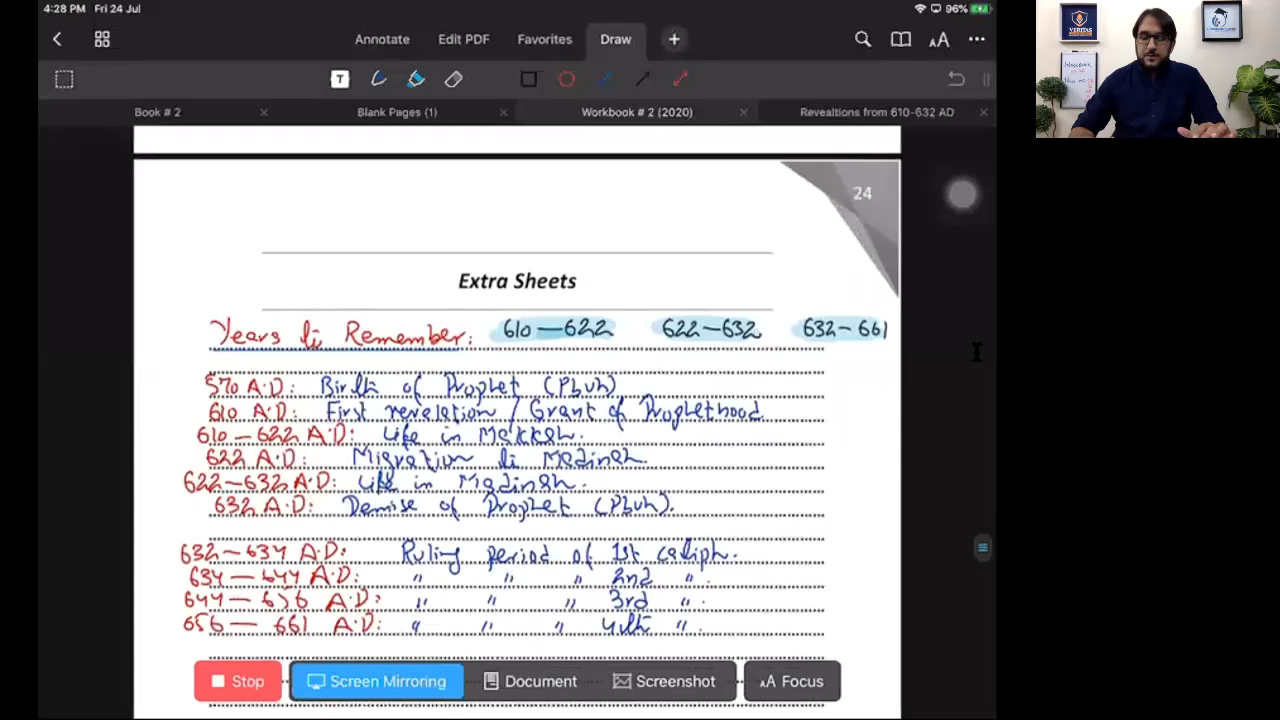 4:28 PM Fri 24 Jul 96%
Annotate Edit PDF Favorites Draw
T
Book # 2 Blank Pages (1) Workbook # 2 (2020) Revealtions from 610-632 AD
VERITAS
24
Extra Sheets
Years to Remember: 610 — 622 622 – 632 632 – 661
570 A.D: Birth of Prophet (Pbuh)
610 A.D: First revelation / Grant of Prophethood
610 – 622 A.D: Life in Makkah.
622 A.D: Migration to Madinah.
622 – 632 A.D: Life in Madinah.
632 A.D: Demise of Prophet (Pbuh).
632 – 634 A.D: Ruling period of 1st caliph.
634 – 644 A.D: " " " 2nd ".
644 – 656 A.D: " " " 3rd ".
656 – 661 A.D: " " " 4th ".
Stop Screen Mirroring Document Screenshot AA Focus